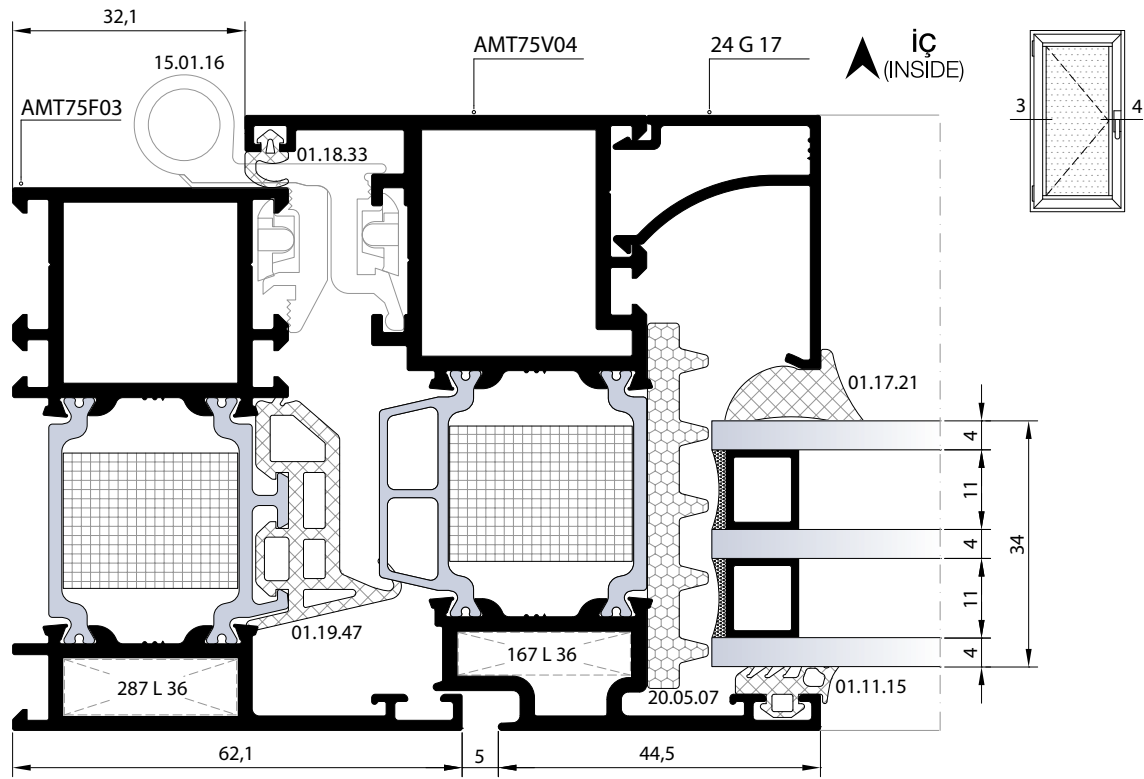 32,1
15.01.16
AMT75V04
24 G 17
İÇ
(INSIDE)
AMT75F03
3
4
01.18.33
01.17.21
4
11
4
11
4
34
01.19.47
167 L 36
287 L 36
20.05.07
01.11.15
62,1
5
44,5